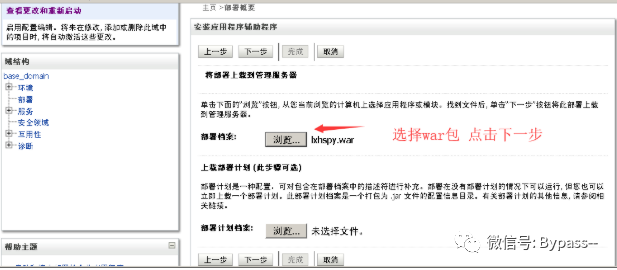 查看更改和重新启动
启用配置编辑。将来在修改、添加或删除此域中
的项目时,将自动激活这些更改。
域结构
base_domain
环境
部署
服务
安全领域
互用性
诊断
帮助主题
主页 > 部署概要
安装应用程序辅助程序
上一步 下一步 完成 取消
将部署上载到管理服务器
单击下面的"浏览"按钮, 从您当前浏览的计算机上选择应用程序或模块。找到文件后, 单击"下一步"按钮将此部署上载
到管理服务器。
部署档案: 浏览... lxhspy.war
选择war包 点击下一步
上载部署计划 (此步骤可选)
部署计划是一种配置, 可对包含在部署档案中的描述符进行补充。部署在没有部署计划的情况下可以运行, 但您也可以
立即上载一个部署计划。此部署计划档案是一个打包为 .jar 文件的配置信息目录。有关部署计划的其他信息, 请参阅相
关链接。
部署计划档案: 浏览... 未选择文件。
微信号: Bypass--
上一步 下一步 完成 取消